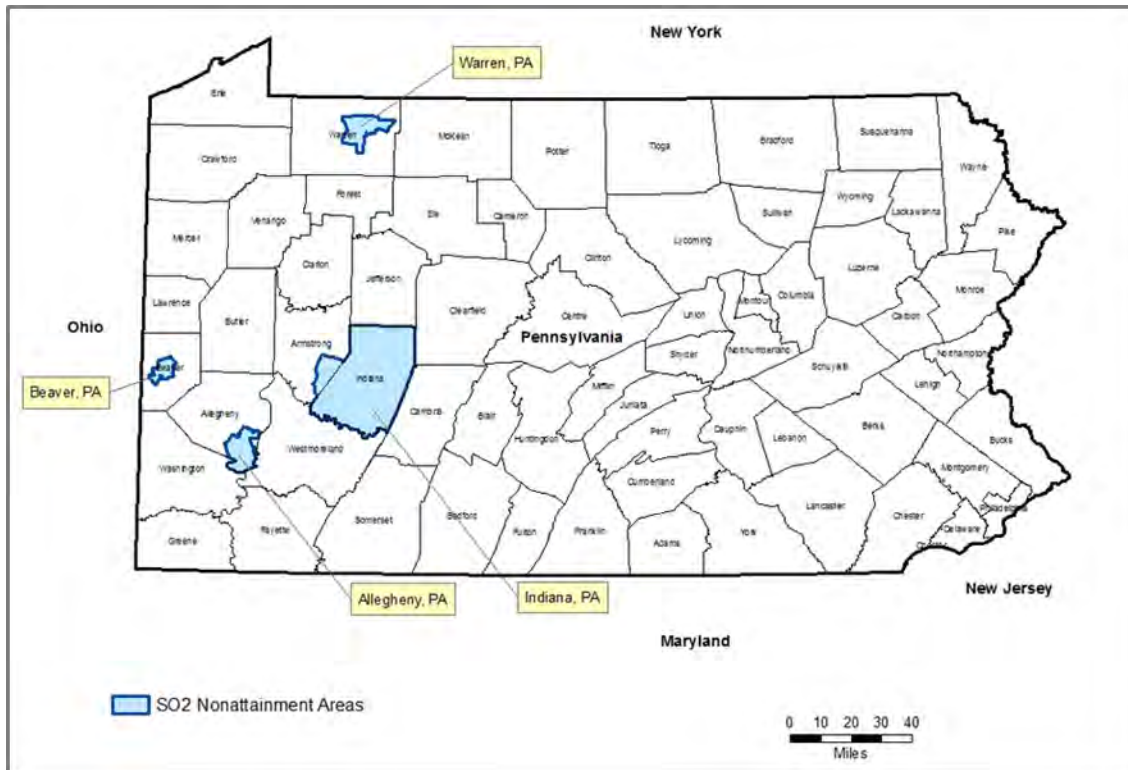 New York
Warren, PA
Erie
Warren
McKean
Crawford
Potter
Tioga
Bradford
Susquehanna
Wayne
Forest
Wyoming
Lackawanna
Venango
Elk
Cameron
Sullivan
Pike
Mercer
Lycoming
Clinton
Clarion
Jefferson
Luzerne
Monroe
Lawrence
Clearfield
Centre
Columbia
Montour
Union
Carbon
Ohio
Butler
Pennsylvania
Armstrong
Northumberland
Northampton
Snyder
Schuylkill
Beaver
Beaver, PA
Indiana
Mifflin
Lehigh
Allegheny
Cambria
Blair
Juniata
Huntingdon
Perry
Dauphin
Lebanon
Berks
Bucks
Westmoreland
Washington
Montgomery
Cumberland
Lancaster
Philadelphia
Somerset
Bedford
Fulton
Franklin
Adams
York
Chester
Delaware
Greene
Fayette
Allegheny, PA
Indiana, PA
New Jersey
Maryland
SO2 Nonattainment Areas
0 10 20 30 40
Miles